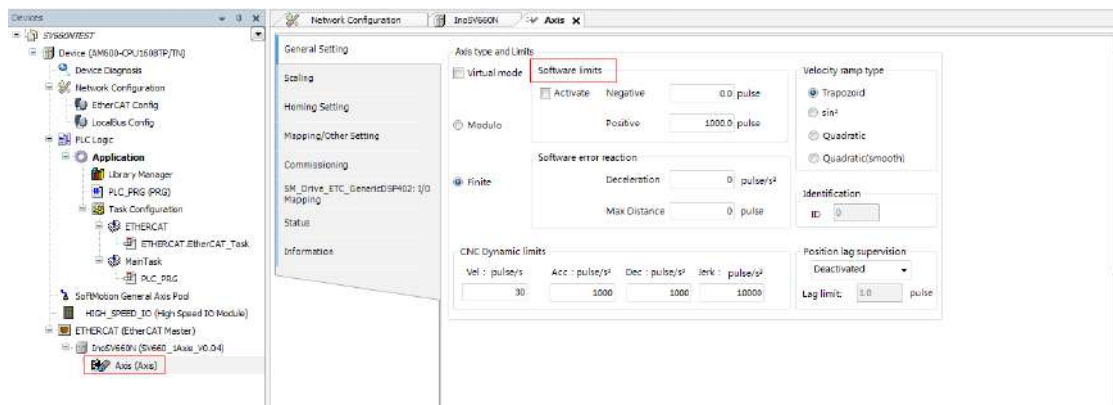 Devices
SV660NTEST
Device (AM600-CPU1608TP/TN)
Device Diagnosis
Network Configuration
EtherCAT Config
LocalBus Config
PLC Logic
Application
Library Manager
PLC_PRG (PRG)
Task Configuration
ETHERCAT
ETHERCAT.EtherCAT_Task
MainTask
PLC_PRG
SoftMotion General Axis Pool
HIGH_SPEED_IO (High Speed IO Module)
ETHERCAT (EtherCAT Master)
InoSV660N (SV660_1Axis_V0.04)
Axis (Axis)
Network Configuration InoSV660N Axis
General Setting
Scaling
Homing Setting
Mapping/Other Setting
Commissioning
SM_Drive_ETC_GenericDSP402: I/O
Mapping
Status
Information
Axis type and Limits
Virtual mode
Modulo
Finite
Software limits
Activate Negative 0.0 pulse
Positive 1000.0 pulse
Software error reaction
Deceleration 0 pulse/s²
Max Distance 0 pulse
CNC Dynamic limits
Vel : pulse/s Acc : pulse/s² Dec : pulse/s² Jerk : pulse/s²
30 1000 1000 10000
Velocity ramp type
Trapozoid
sin²
Quadratic
Quadratic(smooth)
Identification
ID 0
Position lag supervision
Deactivated
Lag limit: 1.0 pulse